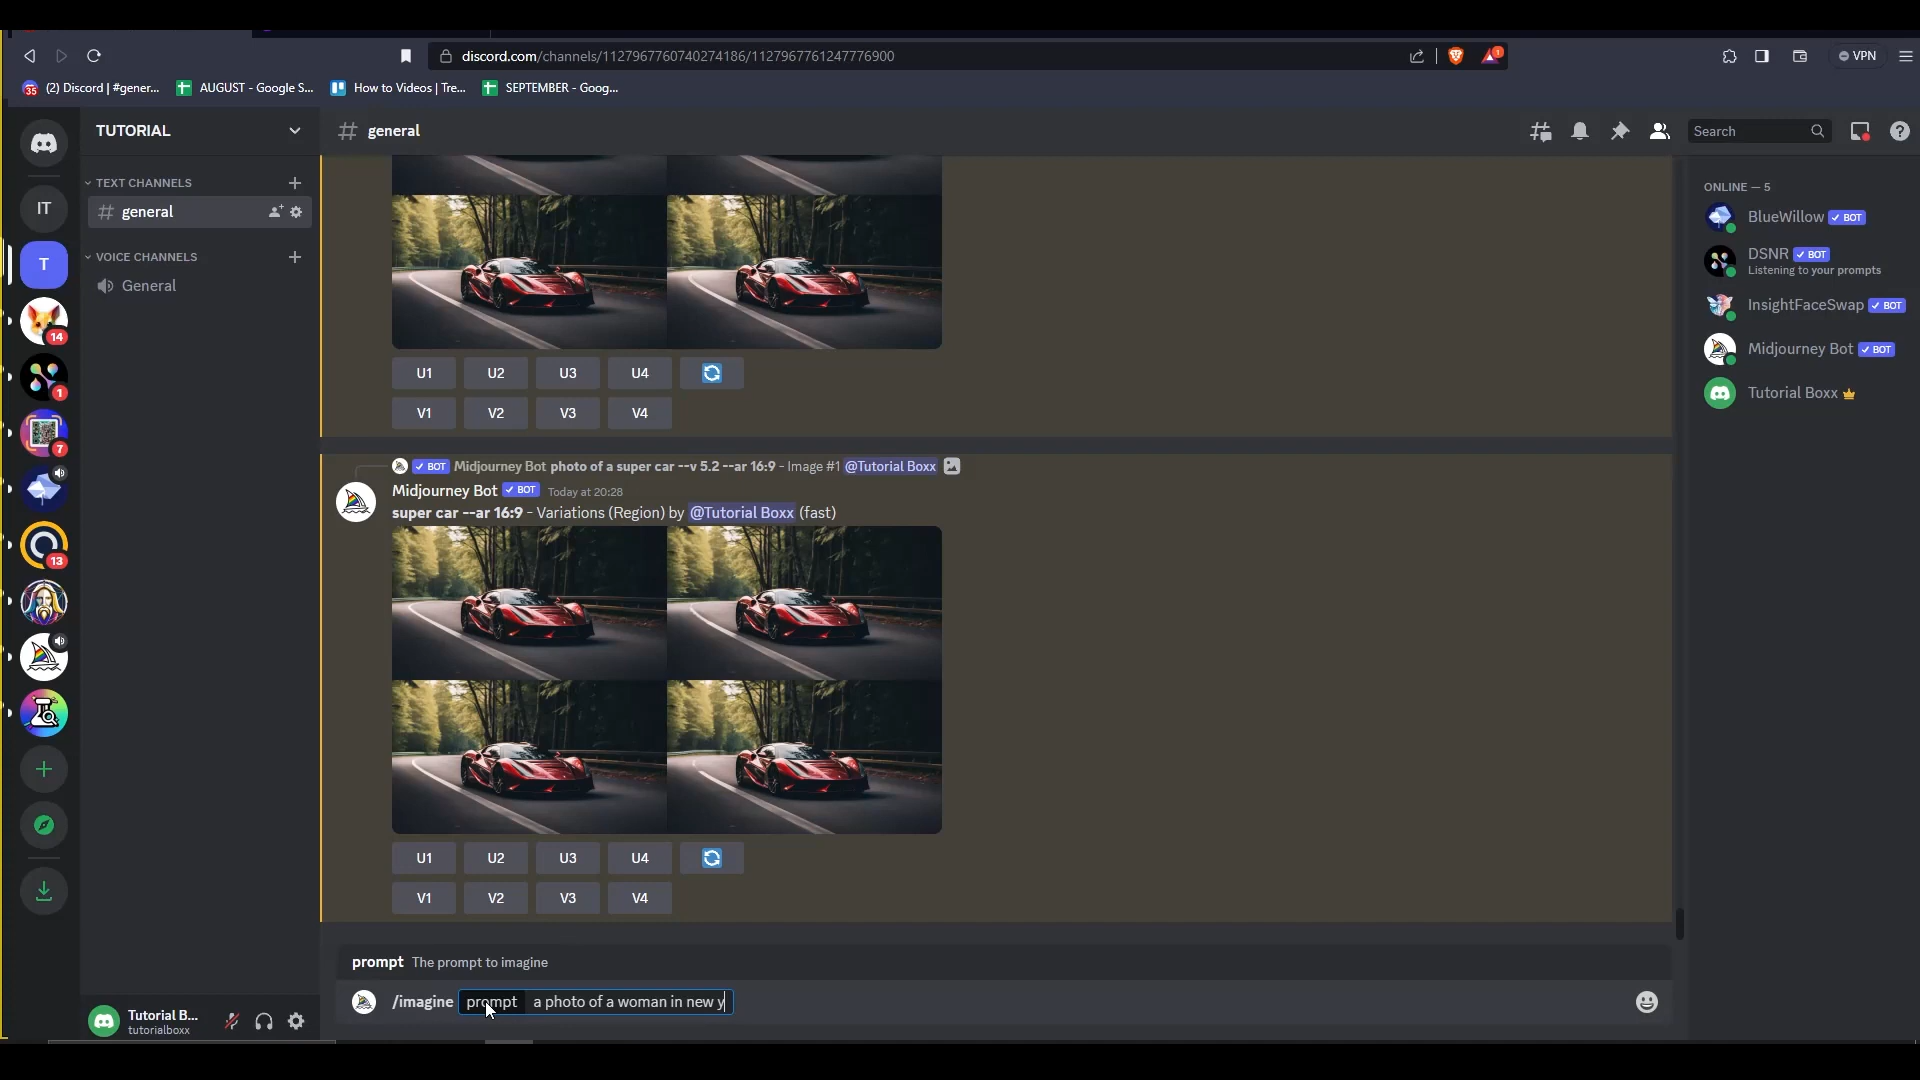 discord.com/channels/1127967760740274186/1127967761247776900
1
VPN
35
(2) Discord | #gener...
AUGUST - Google S...
How to Videos | Tre...
SEPTEMBER - Goog...
TUTORIAL
general
Search
TEXT CHANNELS
general
VOICE CHANNELS
General
IT
T
14
1
7
13
U1 U2 U3 U4
V1 V2 V3 V4
BOT Midjourney Bot photo of a super car --v 5.2 --ar 16:9 - Image #1 @Tutorial Boxx
Midjourney Bot BOT Today at 20:28
super car --ar 16:9 - Variations (Region) by @Tutorial Boxx (fast)
U1 U2 U3 U4
V1 V2 V3 V4
prompt The prompt to imagine
/imagine prompt a photo of a woman in new y
Tutorial B...
tutorialboxx
ONLINE — 5
BlueWillow BOT
DSNR BOT
Listening to your prompts
InsightFaceSwap BOT
Midjourney Bot BOT
Tutorial Boxx